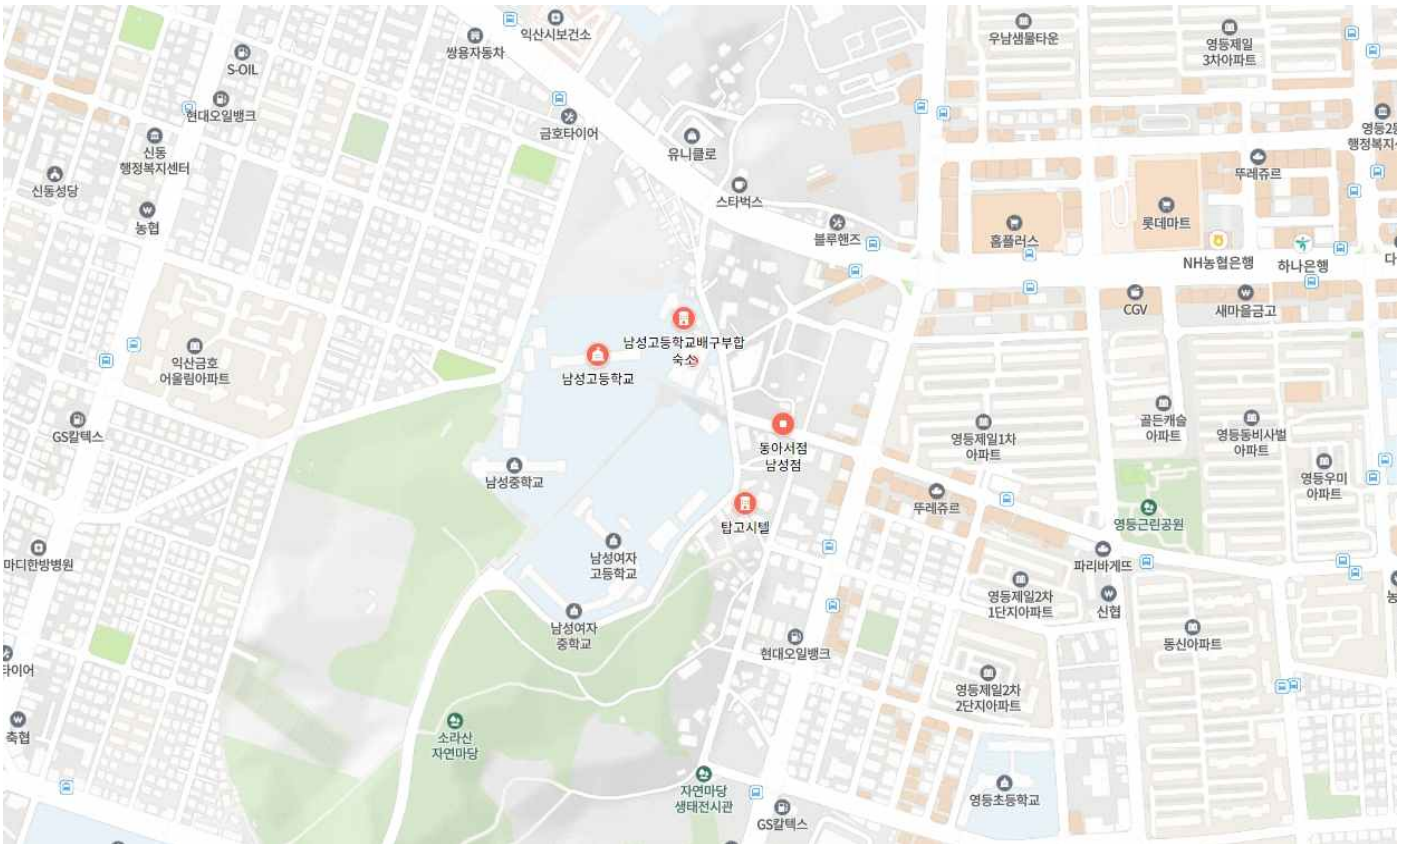 익산시보건소
쌍용자동차
우남샘물타운
영등제일
3차아파트
S-OIL
현대오일뱅크
금호타이어
신동
행정복지센터
유니클로
뚜레쥬르
신동성당
스타벅스
농협
블루핸즈
홈플러스
롯데마트
NH농협은행
하나은행
CGV
새마을금고
남성고등학교배구부합
숙소
익산금호
어울림아파트
남성고등학교
GS칼텍스
골든캐슬
아파트
영등동비사벌
아파트
영등제일1차
아파트
동아서점
남성점
영등우미
아파트
남성중학교
뚜레쥬르
탑고시텔
영등근린공원
마디한방병원
남성여자
고등학교
파리바게뜨
영등제일2차
1단지아파트
신협
남성여자
중학교
현대오일뱅크
동신아파트
타이어
영등제일2차
2단지아파트
축협
소라산
자연마당
자연마당
생태전시관
영등초등학교
GS칼텍스